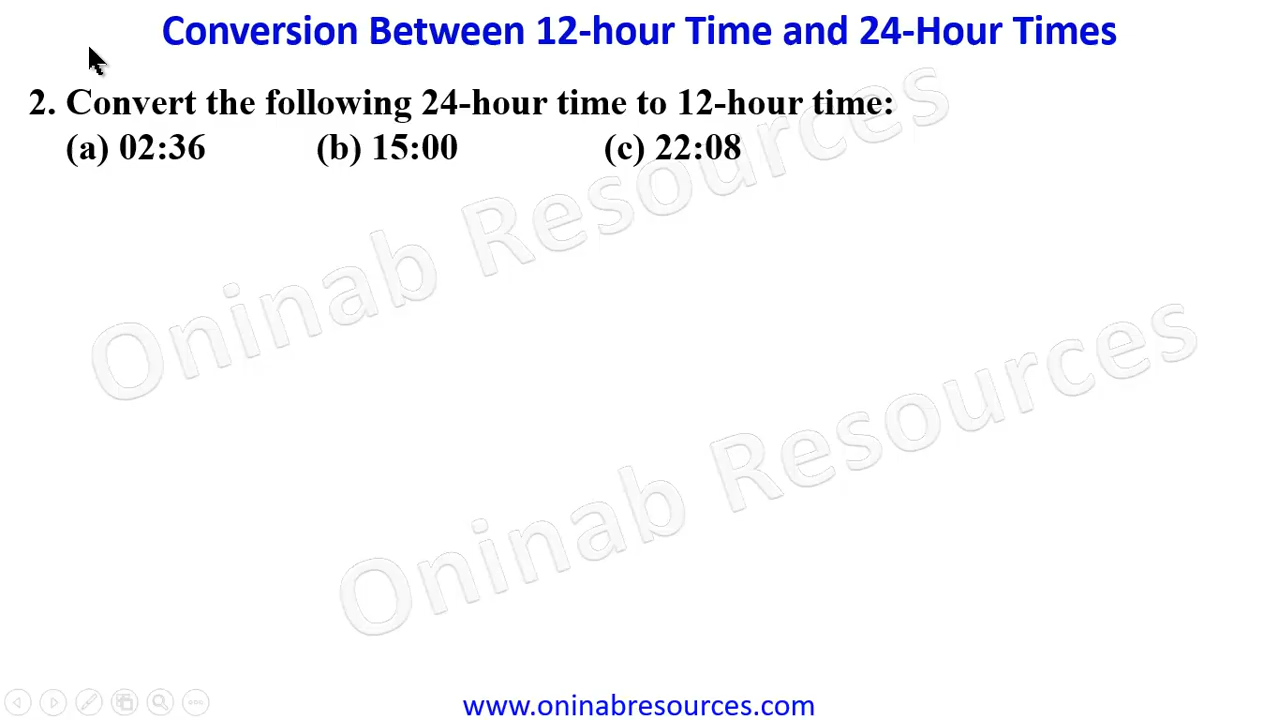 Conversion Between 12-hour Time and 24-Hour Times
2. Convert the following 24-hour time to 12-hour time:
(a) 02:36 (b) 15:00 (c) 22:08
Oninab Resources
Oninab Resources
www.oninabresources.com